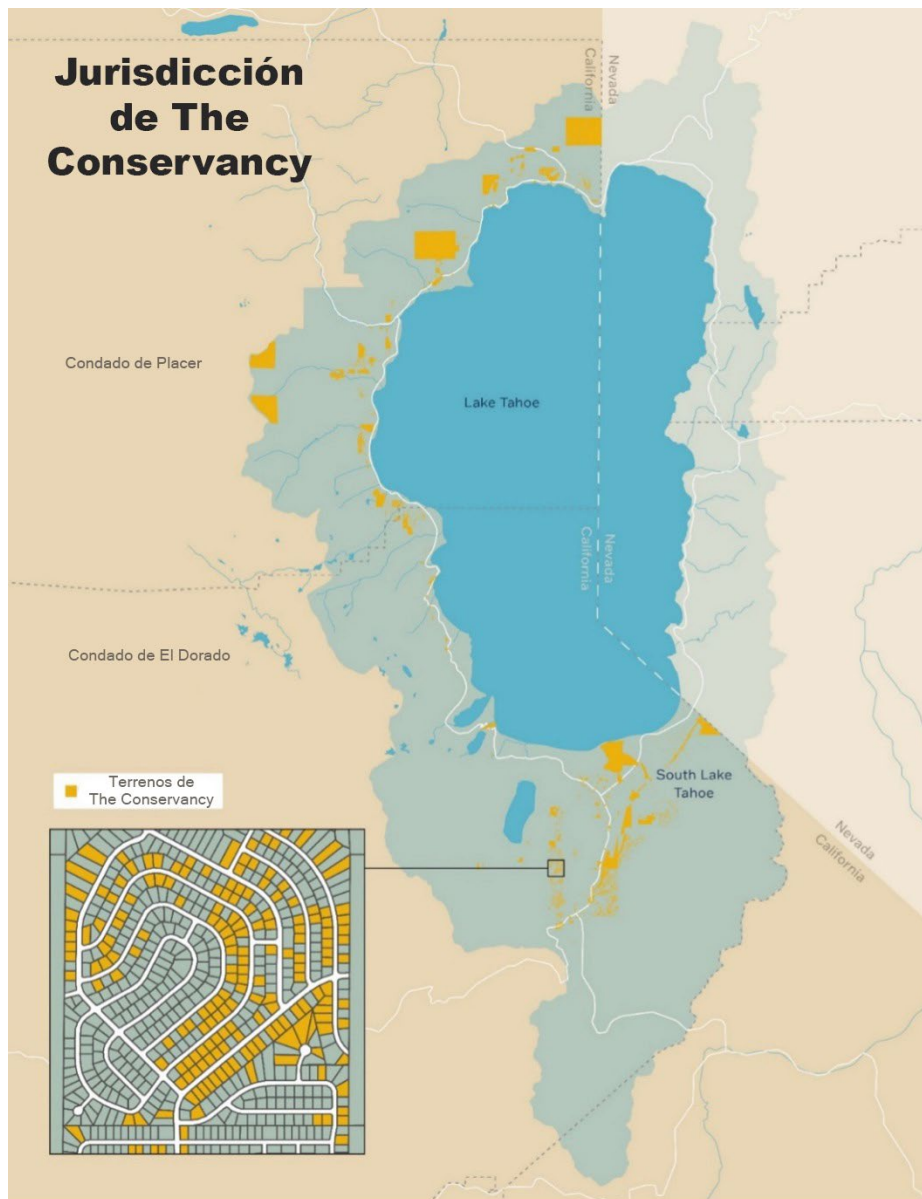 Jurisdicción
de The
Conservancy
Nevada
California
Condado de Placer
Lake Tahoe
Nevada
California
Condado de El Dorado
South Lake
Tahoe
Terrenos de
The Conservancy
Nevada
California